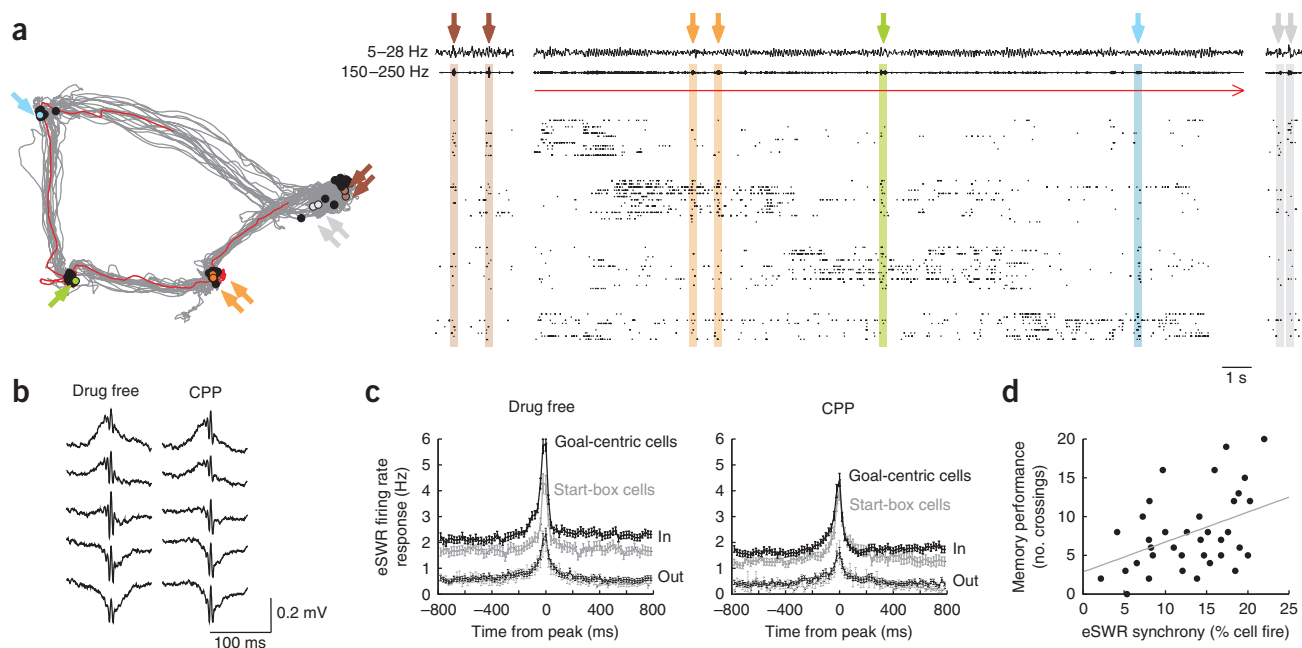 a
5–28 Hz
150–250 Hz
1 s
b
Drug free
CPP
0.2 mV
100 ms
c
Drug free
eSWR firing rate
response (Hz)
6
5
4
3
2
1
0
Goal-centric cells
Start-box cells
In
Out
–800
–400
0
400
800
Time from peak (ms)
CPP
6
5
4
3
2
1
0
Goal-centric cells
Start-box cells
In
Out
–800
–400
0
400
800
Time from peak (ms)
d
Memory performance
(no. crossings)
20
15
10
5
0
0
5
10
15
20
25
eSWR synchrony (% cell fire)